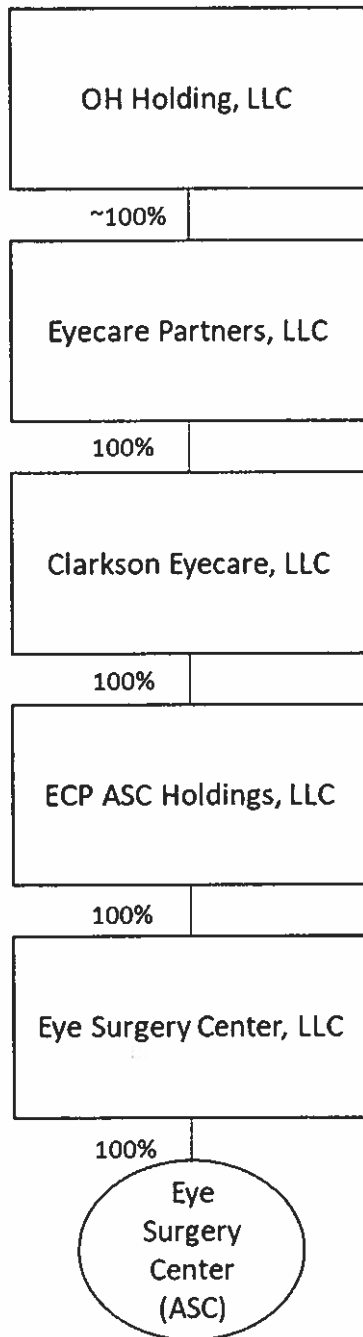 OH Holding, LLC
~100%
Eyecare Partners, LLC
100%
Clarkson Eyecare, LLC
100%
ECP ASC Holdings, LLC
100%
Eye Surgery Center, LLC
100%
Eye
Surgery
Center
(ASC)